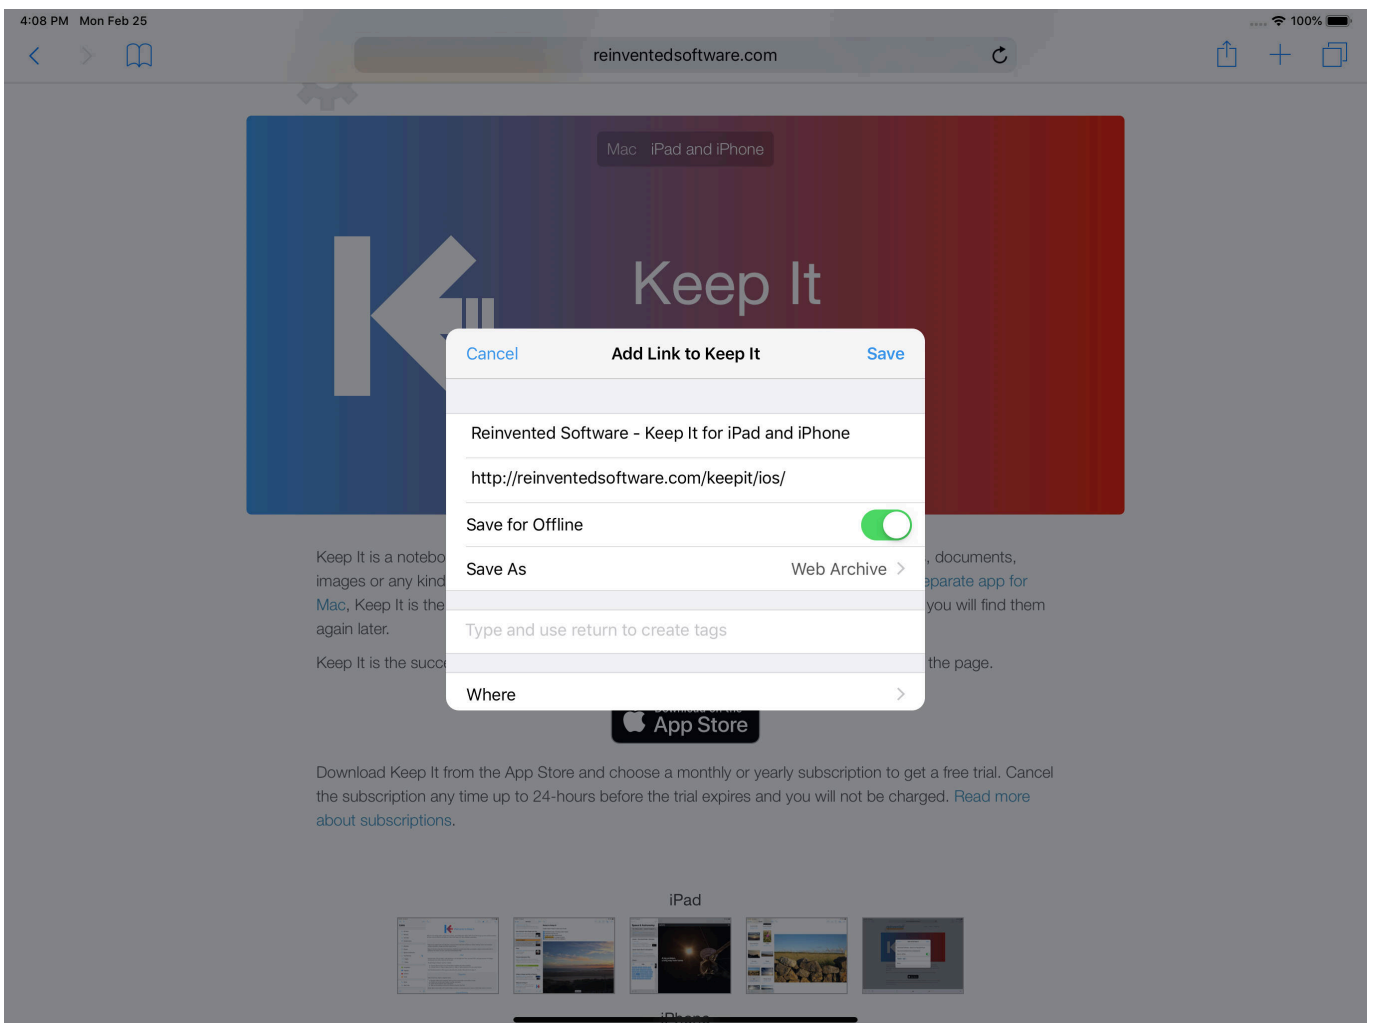 4:08 PM Mon Feb 25
100%
reinventedsoftware.com
Mac iPad and iPhone
Keep It
Cancel Add Link to Keep It Save
Reinvented Software - Keep It for iPad and iPhone
http://reinventedsoftware.com/keepit/ios/
Save for Offline
Save As Web Archive
Type and use return to create tags
Where
Keep It is a notebo
, documents,
images or any kind
eparate app for
Mac, Keep It is the
you will find them
again later.
Keep It is the succe
the page.
App Store
Download Keep It from the App Store and choose a monthly or yearly subscription to get a free trial. Cancel
the subscription any time up to 24-hours before the trial expires and you will not be charged. Read more
about subscriptions.
iPad
iPhone